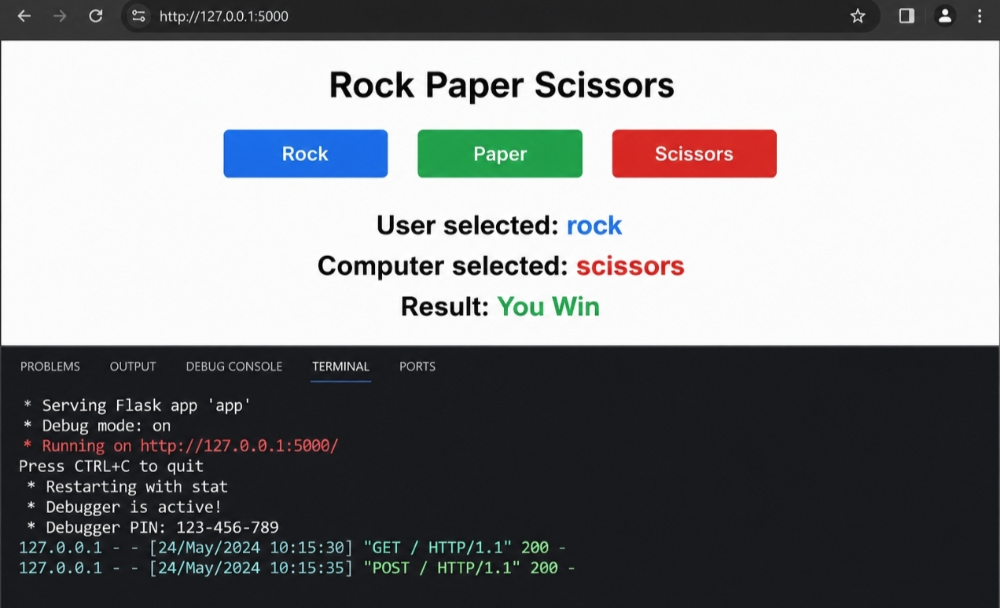 http://127.0.0.1:5000
Rock Paper Scissors
Rock Paper Scissors
User selected: rock
Computer selected: scissors
Result: You Win
PROBLEMS OUTPUT DEBUG CONSOLE TERMINAL PORTS
* Serving Flask app 'app'
* Debug mode: on
* Running on http://127.0.0.1:5000/
Press CTRL+C to quit
* Restarting with stat
* Debugger is active!
* Debugger PIN: 123-456-789
127.0.0.1 - - [24/May/2024 10:15:30] "GET / HTTP/1.1" 200 -
127.0.0.1 - - [24/May/2024 10:15:35] "POST / HTTP/1.1" 200 -